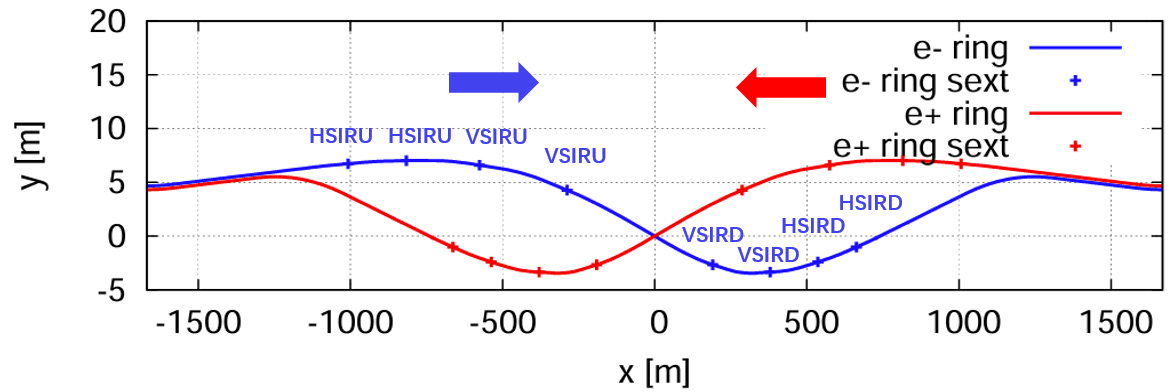 20
15
10
5
0
-5
y [m]
e- ring
e- ring sext
e+ ring
e+ ring sext
HSIRU HSIRU VSIRU
VSIRU
HSIRD
HSIRD
VSIRD
VSIRD
-1500 -1000 -500 0 500 1000 1500
x [m]